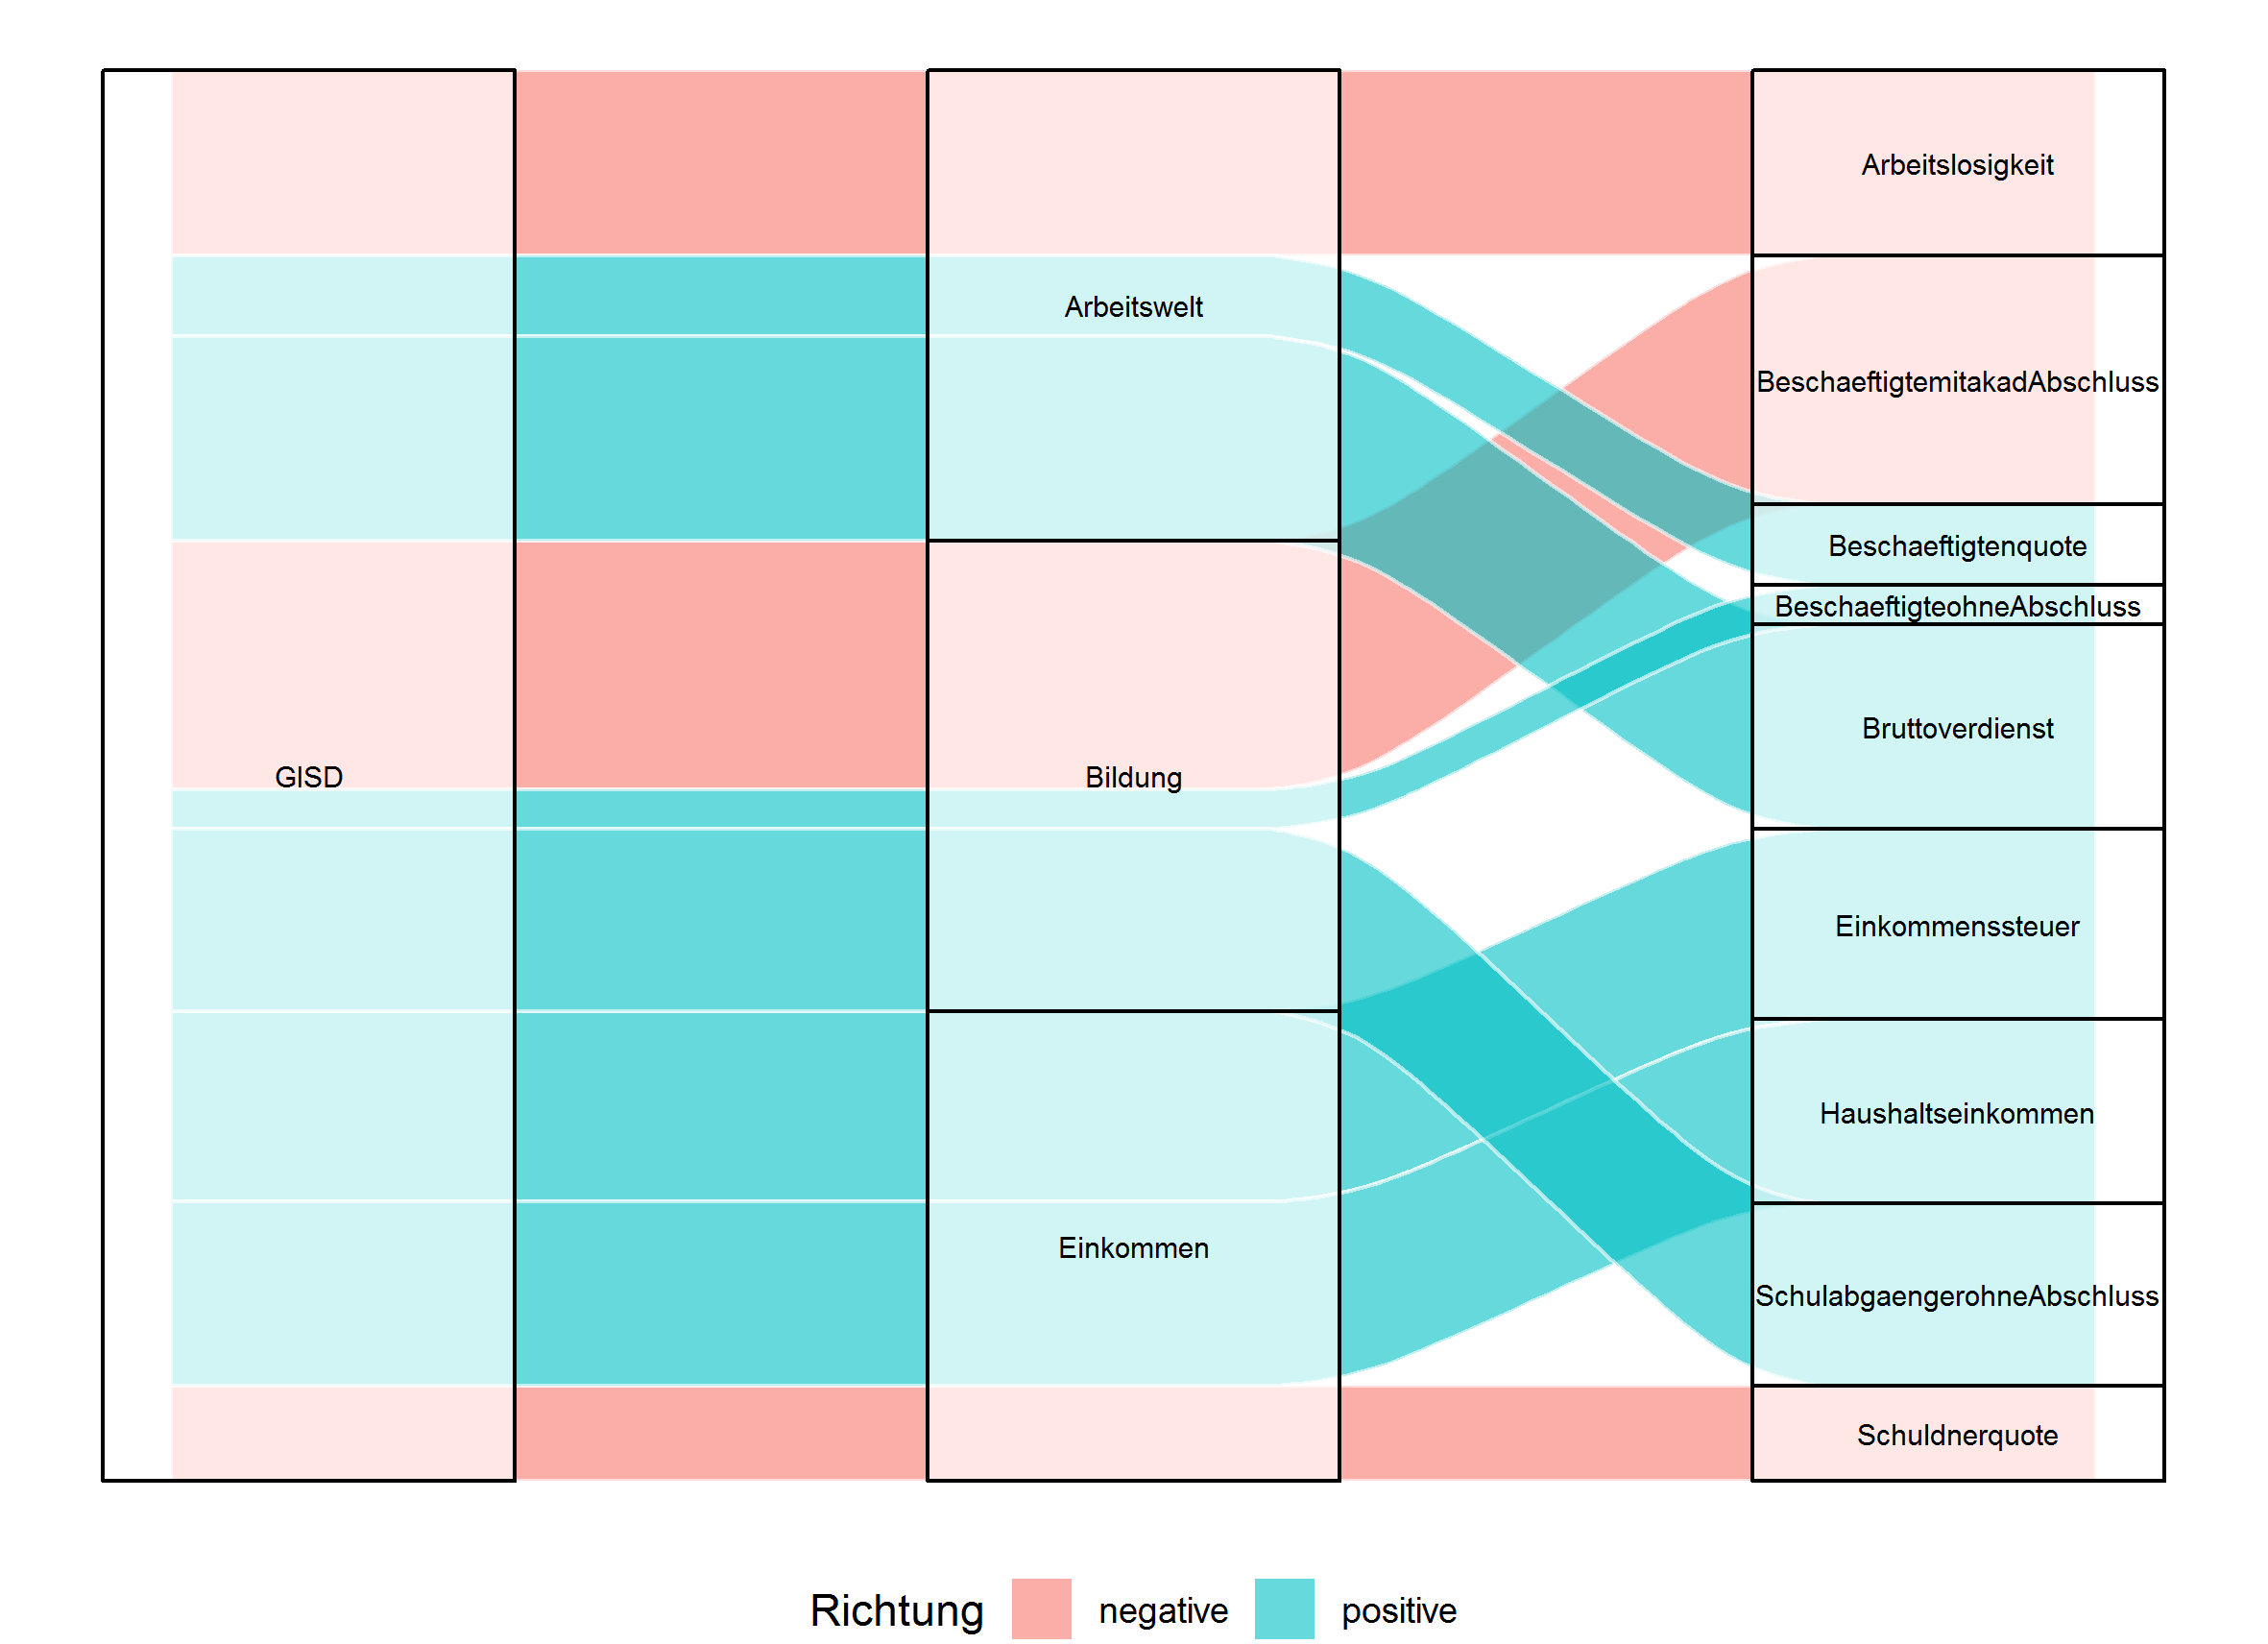 GISD
Arbeitswelt
Bildung
Einkommen
Arbeitslosigkeit
BeschaeftigtemitakadAbschluss
Beschaeftigtenquote
BeschaeftigteohneAbschluss
Bruttoverdienst
Einkommenssteuer
Haushaltseinkommen
SchulabgaengerohneAbschluss
Schuldnerquote
Richtung negative positive